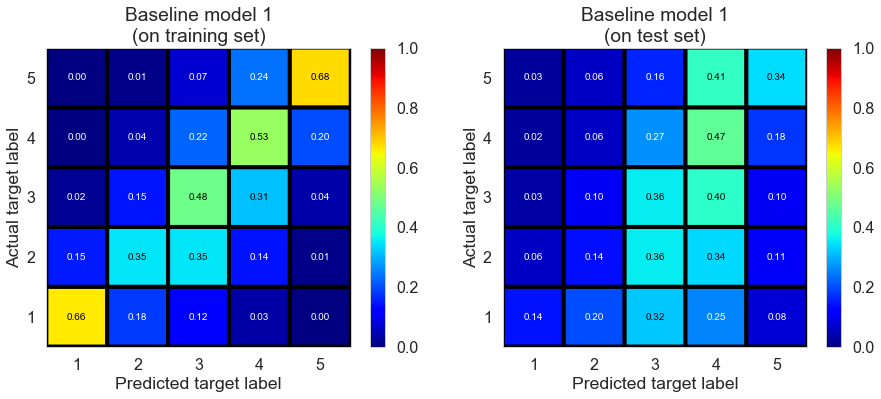 Baseline model 1
(on training set)
Actual target label
5
0.00 0.01 0.07 0.24 0.68
4
0.00 0.04 0.22 0.53 0.20
3
0.02 0.15 0.48 0.31 0.04
2
0.15 0.35 0.35 0.14 0.01
1
0.66 0.18 0.12 0.03 0.00
1 2 3 4 5
Predicted target label
1.0
0.8
0.6
0.4
0.2
0.0
Baseline model 1
(on test set)
Actual target label
5
0.03 0.06 0.16 0.41 0.34
4
0.02 0.06 0.27 0.47 0.18
3
0.03 0.10 0.36 0.40 0.10
2
0.06 0.14 0.36 0.34 0.11
1
0.14 0.20 0.32 0.25 0.08
1 2 3 4 5
Predicted target label
1.0
0.8
0.6
0.4
0.2
0.0